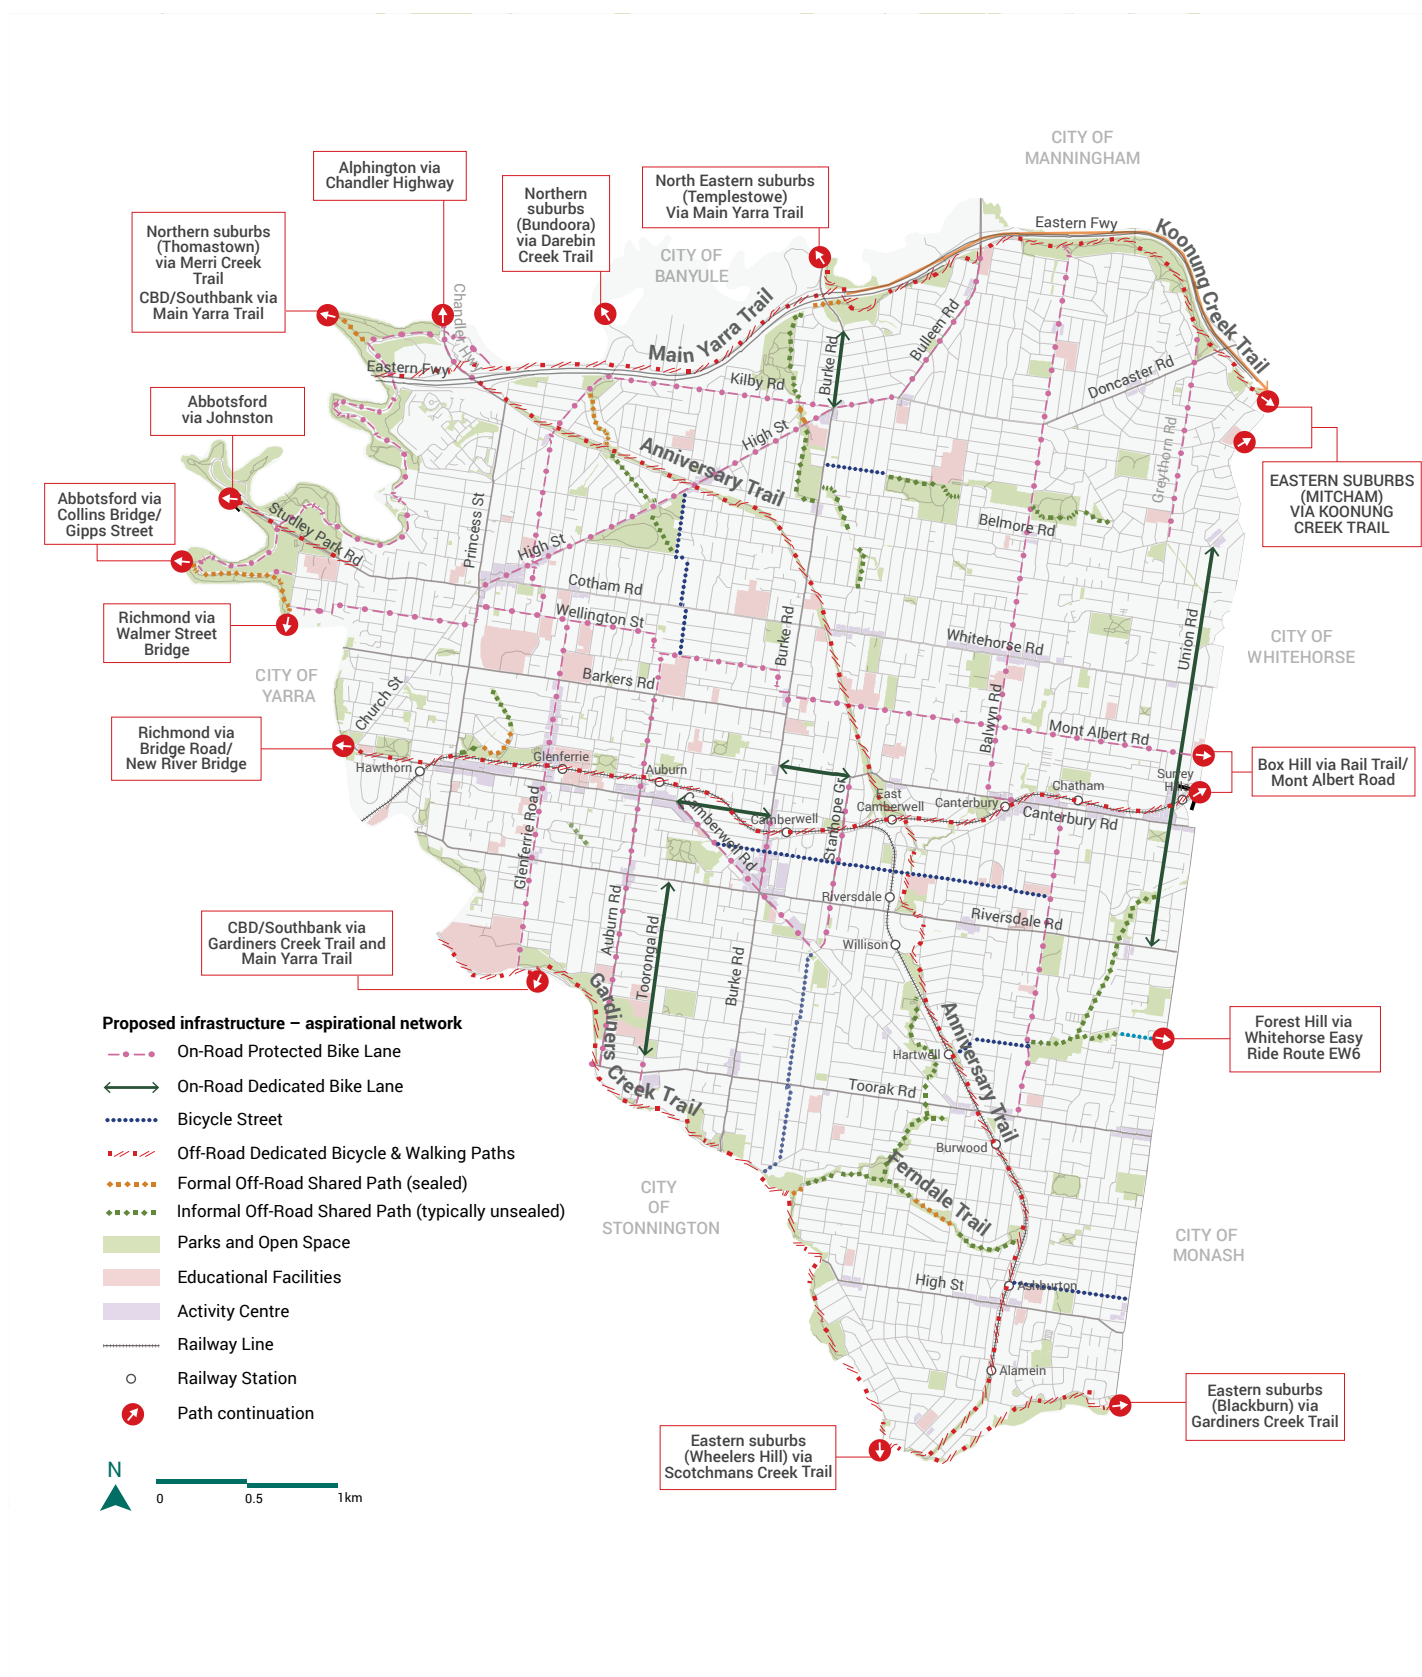 CITY OF
MANNINGHAM
Alphington via
Chandler Highway
Northern
suburbs
(Bundoora)
via Darebin
Creek Trail
North Eastern suburbs
(Templestowe)
Via Main Yarra Trail
Northern suburbs
(Thomastown)
via Merri Creek
Trail
CBD/Southbank via
Main Yarra Trail
CITY OF
BANYULE
Eastern Fwy
Koonung Creek Trail
Chandler Hwy
Main Yarra Trail
Eastern Fwy
Bulleen Rd
Burke Rd
Kilby Rd
Doncaster Rd
Abbotsford
via Johnston
High St
Anniversary Trail
Greythorn Rd
EASTERN SUBURBS
(MITCHAM)
VIA KOONUNG
CREEK TRAIL
Abbotsford via
Collins Bridge/
Gipps Street
Studley Park Rd
Princess St
Belmore Rd
High St
Cotham Rd
Wellington St
Richmond via
Walmer Street
Bridge
Burke Rd
Whitehorse Rd
Union Rd
CITY OF
WHITEHORSE
CITY OF
YARRA
Barkers Rd
Church St
Balwyn Rd
Mont Albert Rd
Richmond via
Bridge Road/
New River Bridge
Hawthorn
Glenferrie
Auburn
Box Hill via Rail Trail/
Mont Albert Road
Surrey
Hills
Chatham
Stanhope Gr
East
Camberwell
Canterbury
Canterbury Rd
Camberwell
Camberwell Rd
Glenferrie Road
Riversdale
Riversdale Rd
Auburn Rd
Tooronga Rd
Willison
Burke Rd
CBD/Southbank via
Gardiners Creek Trail and
Main Yarra Trail
Gardiners Creek Trail
Anniversary Trail
Hartwell
Forest Hill via
Whitehorse Easy
Ride Route EW6
Toorak Rd
Burwood
Ferndale Trail
CITY
OF
STONNINGTON
CITY OF
MONASH
High St
Ashburton
Alamein
Eastern suburbs
(Blackburn) via
Gardiners Creek Trail
Eastern suburbs
(Wheelers Hill) via
Scotchmans Creek Trail
Proposed infrastructure – aspirational network
On-Road Protected Bike Lane
On-Road Dedicated Bike Lane
Bicycle Street
Off-Road Dedicated Bicycle & Walking Paths
Formal Off-Road Shared Path (sealed)
Informal Off-Road Shared Path (typically unsealed)
Parks and Open Space
Educational Facilities
Activity Centre
Railway Line
Railway Station
Path continuation
N
0
0.5
1km